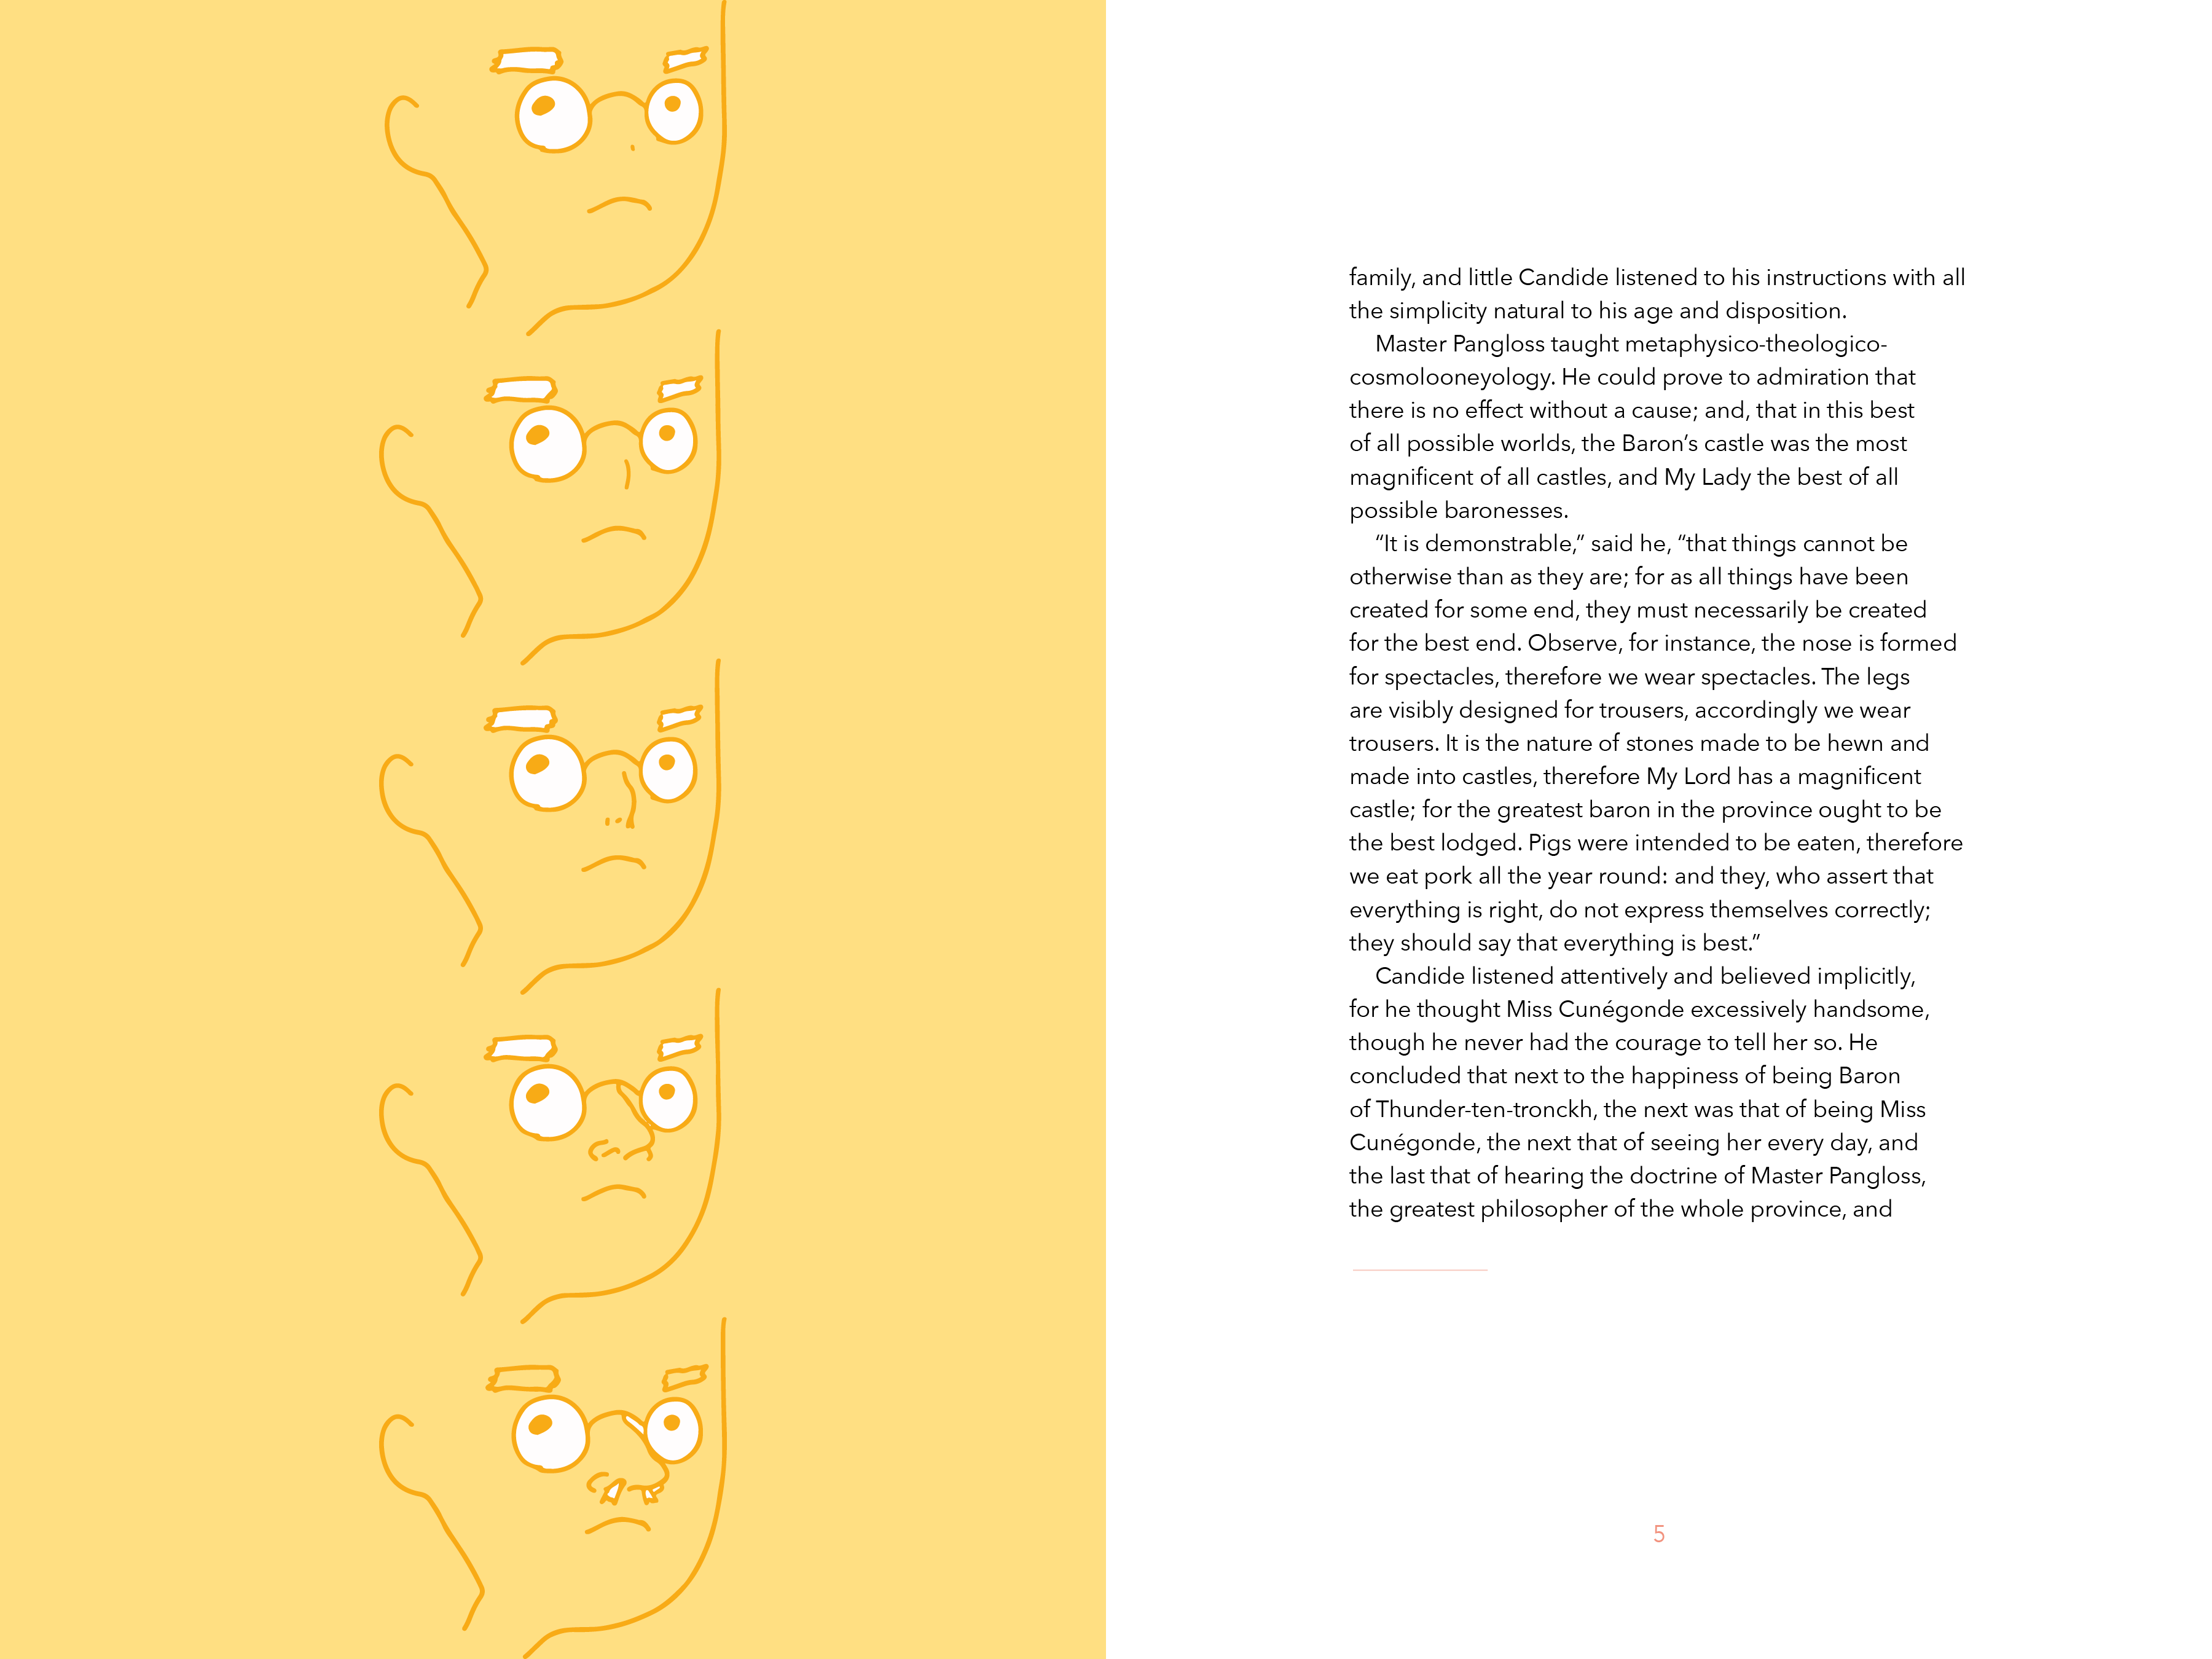 family, and little Candide listened to his instructions with all
the simplicity natural to his age and disposition.
Master Pangloss taught metaphysico-theologico-
cosmolooneyology. He could prove to admiration that
there is no effect without a cause; and, that in this best
of all possible worlds, the Baron’s castle was the most
magnificent of all castles, and My Lady the best of all
possible baronesses.
“It is demonstrable,” said he, “that things cannot be
otherwise than as they are; for as all things have been
created for some end, they must necessarily be created
for the best end. Observe, for instance, the nose is formed
for spectacles, therefore we wear spectacles. The legs
are visibly designed for trousers, accordingly we wear
trousers. It is the nature of stones made to be hewn and
made into castles, therefore My Lord has a magnificent
castle; for the greatest baron in the province ought to be
the best lodged. Pigs were intended to be eaten, therefore
we eat pork all the year round: and they, who assert that
everything is right, do not express themselves correctly;
they should say that everything is best.”
Candide listened attentively and believed implicitly,
for he thought Miss Cunégonde excessively handsome,
though he never had the courage to tell her so. He
concluded that next to the happiness of being Baron
of Thunder-ten-tronckh, the next was that of being Miss
Cunégonde, the next that of seeing her every day, and
the last that of hearing the doctrine of Master Pangloss,
the greatest philosopher of the whole province, and
5